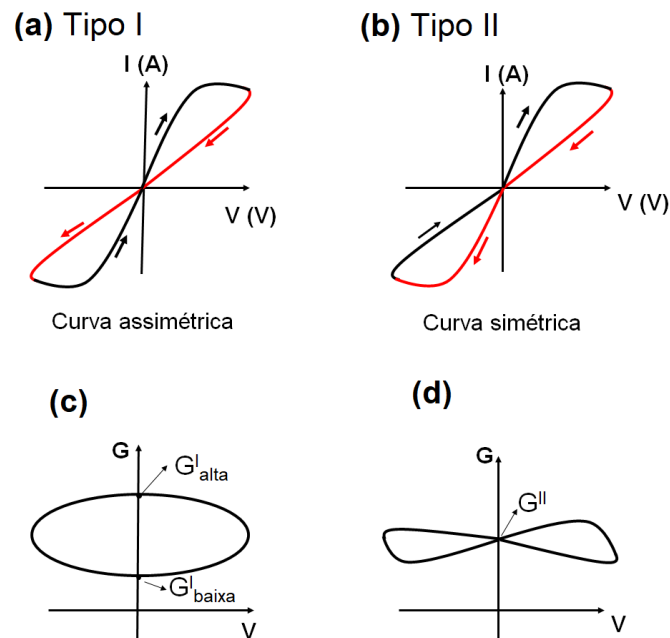 (a) Tipo I
(b) Tipo II
I (A)
I (A)
V (V)
V (V)
Curva assimétrica
Curva simétrica
(c)
(d)
G
G^I_alta
G^I_baixa
V
G
G^II
V